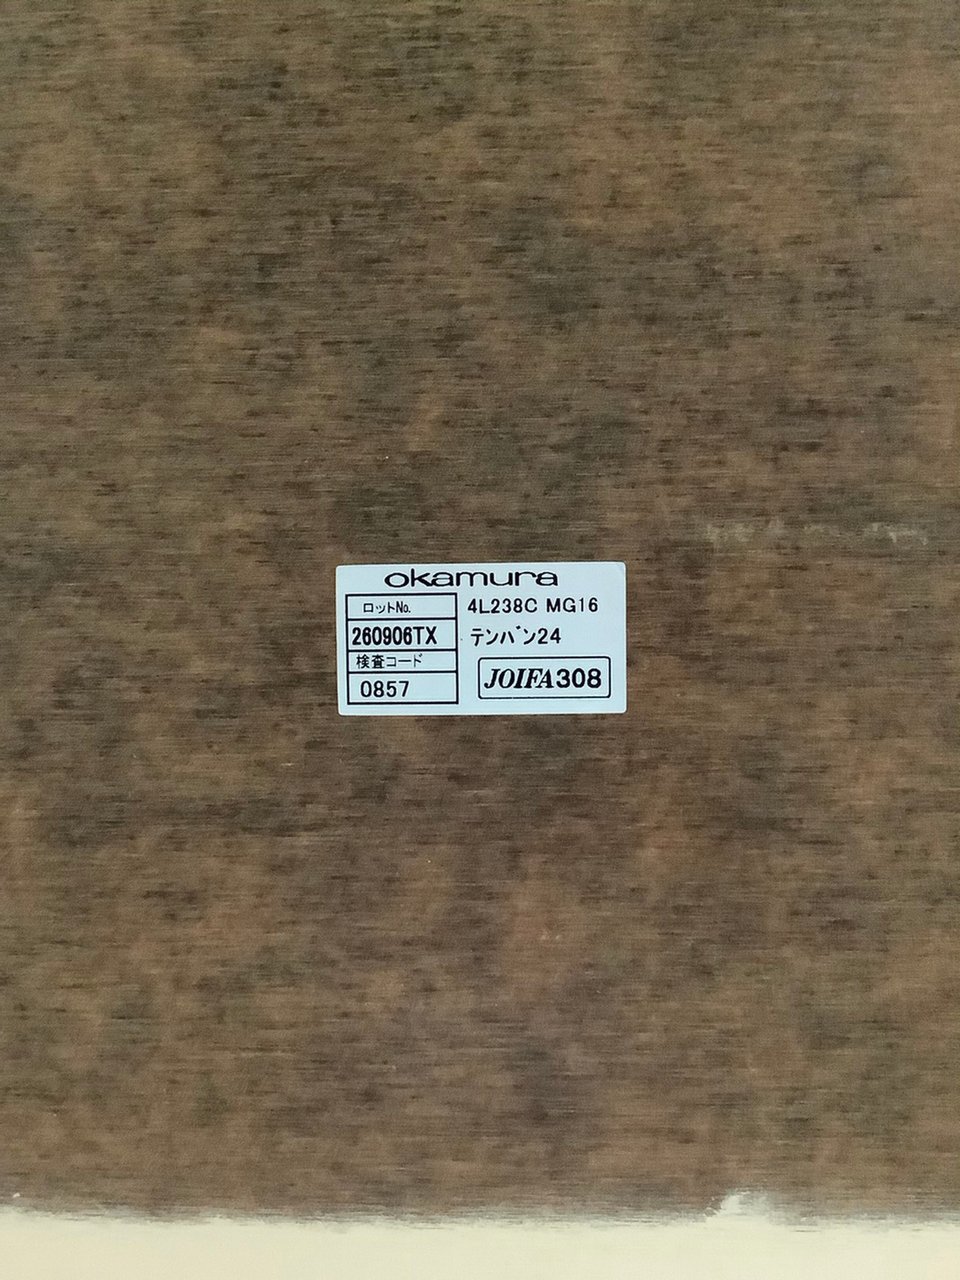 okamura
ロットNo.
4L238C MG16
260906TX
テンバン24
検査コード
0857
JOIFA308